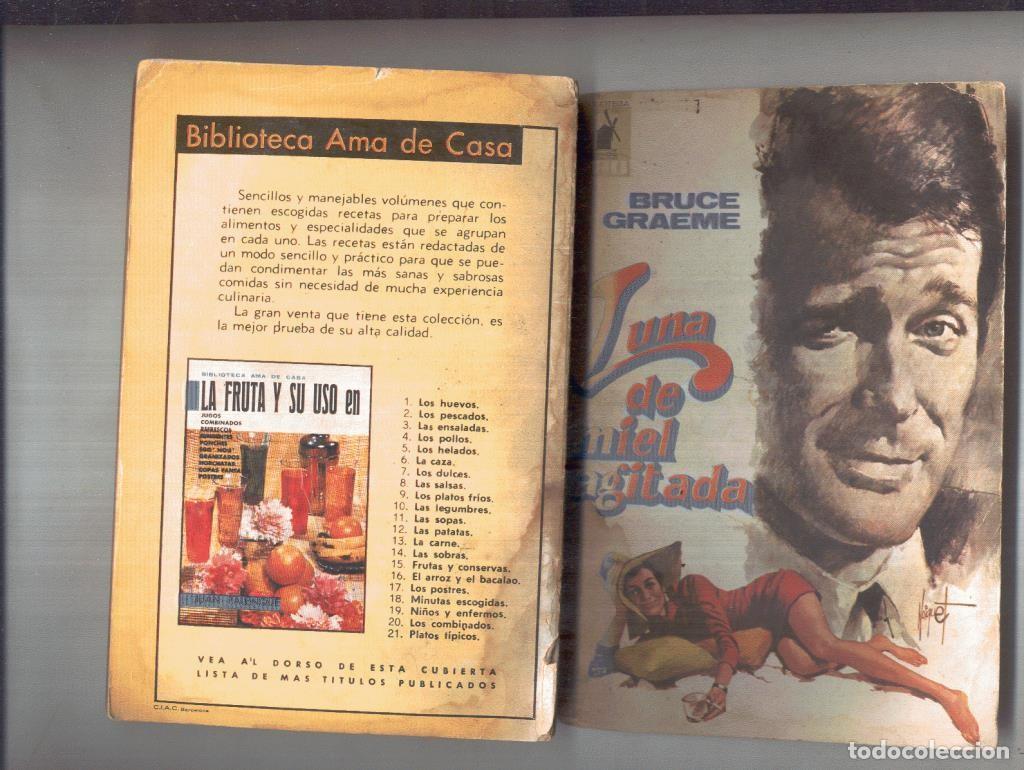 Biblioteca Ama de Casa
Sencillos y manejables volúmenes que con-
tienen escogidas recetas para preparar los
alimentos y especialidades que se agrupan
en cada uno. Las recetas están redactadas de
un modo sencillo y práctico para que se pue-
dan condimentar las más sanas y sabrosas
comidas sin necesidad de mucha experiencia
culinaria.
La gran venta que tiene esta colección, es
la mejor prueba de su alta calidad.
BIBLIOTECA AMA DE CASA
LA FRUTA Y SU USO en
JUGOS
COMBINADOS
REFRESCOS
PONCHES
GRANIZADOS
HORCHATAS
POSTRES
1. Los huevos.
2. Los pescados.
3. Las ensaladas.
4. Los pollos.
5. Los helados.
6. La caza.
7. Los dulces.
8. Las salsas.
9. Los platos fríos.
10. Las legumbres.
11. Las sopas.
12. Las patatas.
13. La carne.
14. Las sobras.
15. Frutas y conservas.
16. El arroz y el bacalao.
17. Los postres.
18. Minutas escogidas.
19. Niños y enfermos.
20. Los combinados.
21. Platos típicos.
VEA AL DORSO DE ESTA CUBIERTA
LISTA DE MAS TITULOS PUBLICADOS
C.I.A.C. Barcelona
BRUCE
GRAEME
Luna
de
miel
agitada
todocoleccion